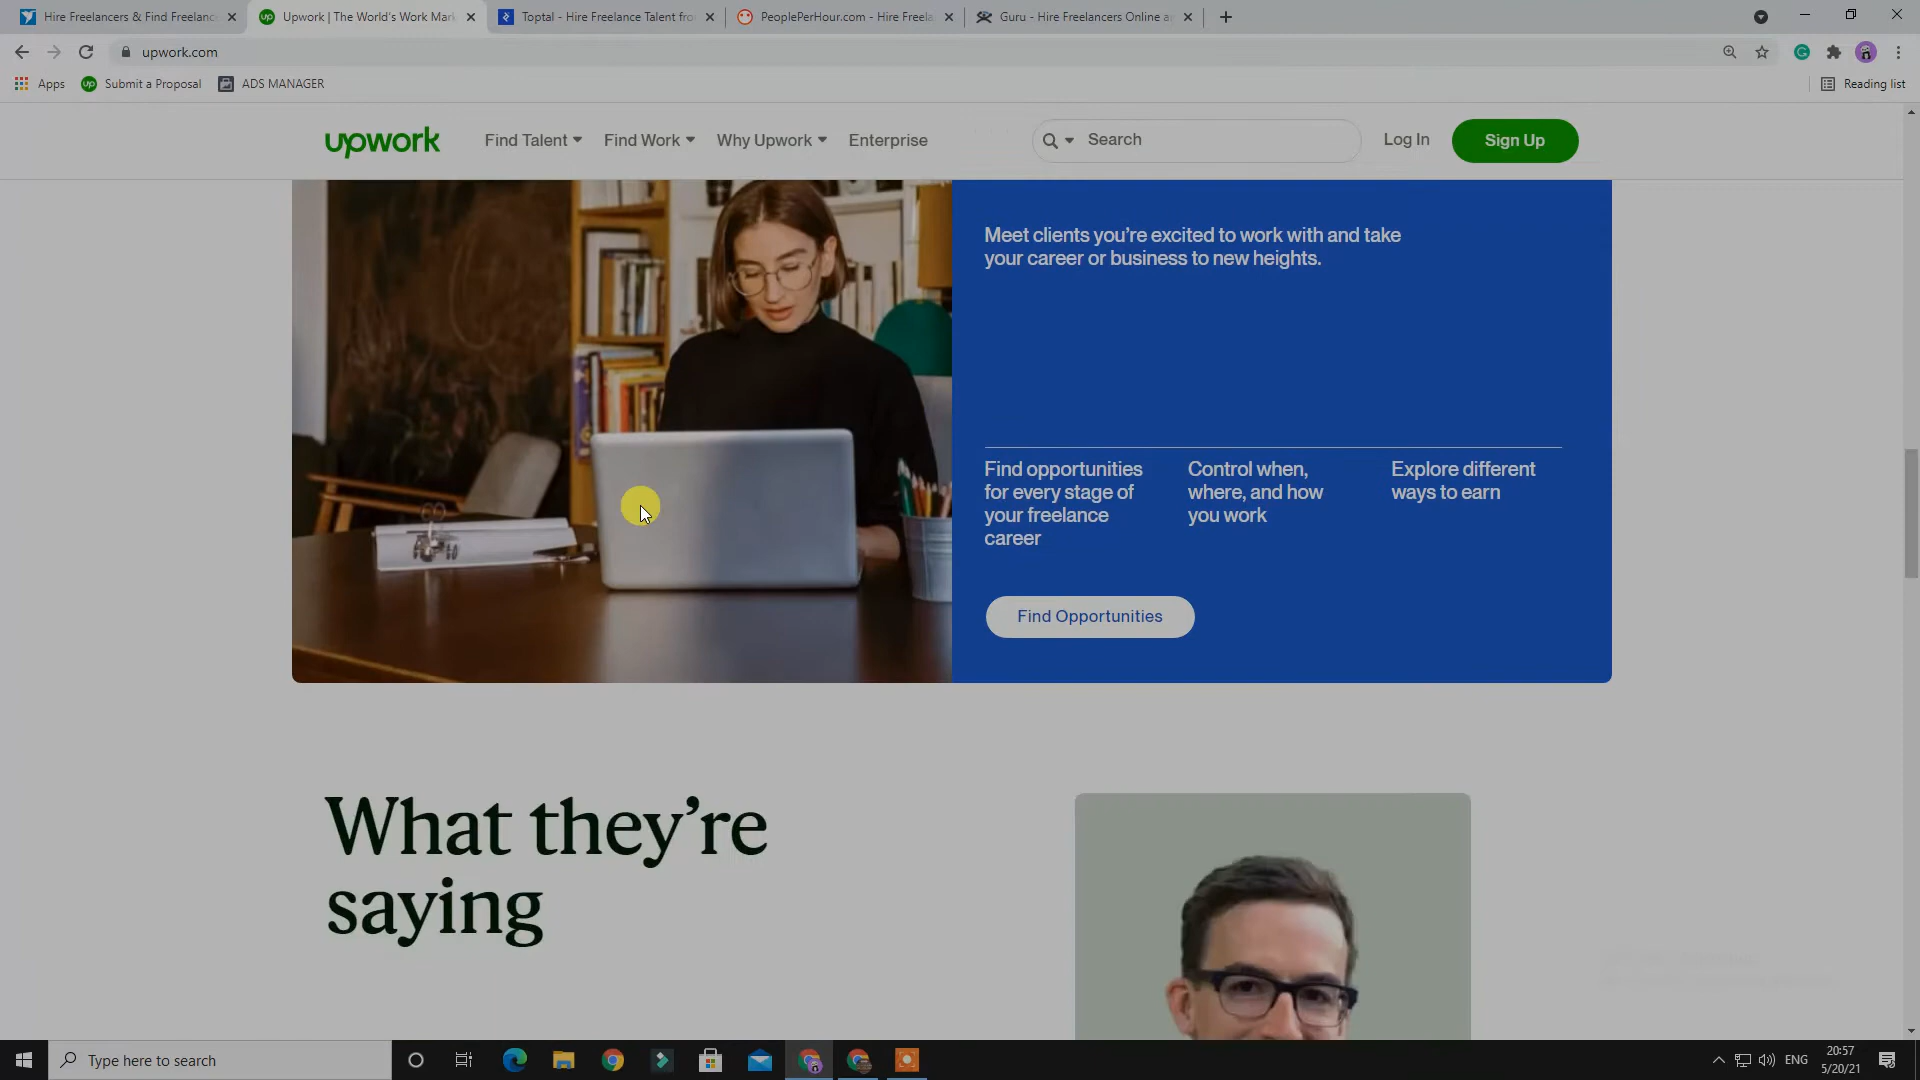 Hire Freelancers & Find Freelanc
Upwork | The World's Work Mark
Toptal - Hire Freelance Talent fro
PeoplePerHour.com - Hire Freela
Guru - Hire Freelancers Online a
upwork.com
Apps
Submit a Proposal
ADS MANAGER
Reading list
upwork
Find Talent
Find Work
Why Upwork
Enterprise
Search
Log In
Sign Up
Meet clients you're excited to work with and take
your career or business to new heights.
Find opportunities
for every stage of
your freelance
career
Control when,
where, and how
you work
Explore different
ways to earn
Find Opportunities
What they're
saying
Type here to search
ENG
20:57
5/20/21